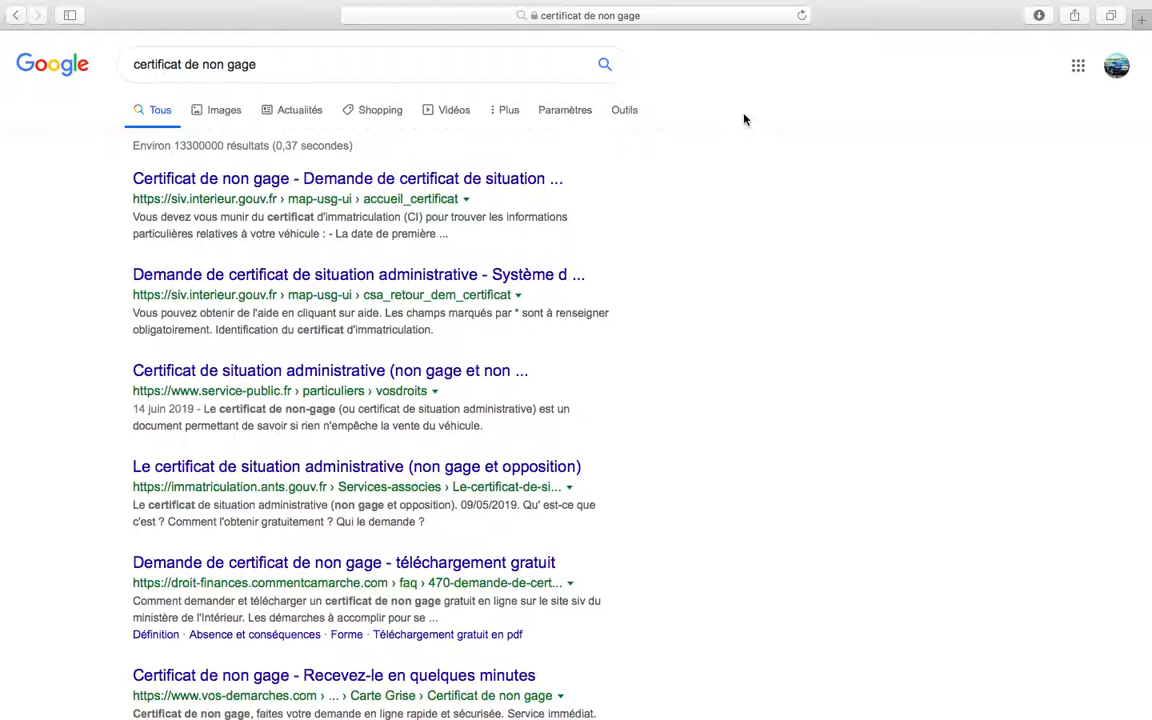 certificat de non gage
Google
certificat de non gage
Tous Images Actualités Shopping Vidéos Plus Paramètres Outils
Environ 13300000 résultats (0,37 secondes)
Certificat de non gage - Demande de certificat de situation ...
https://siv.interieur.gouv.fr › map-usg-ui › accueil_certificat
Vous devez vous munir du certificat d'immatriculation (CI) pour trouver les informations
particulières relatives à votre véhicule : - La date de première ...
Demande de certificat de situation administrative - Système d ...
https://siv.interieur.gouv.fr › map-usg-ui › csa_retour_dem_certificat
Vous pouvez obtenir de l'aide en cliquant sur aide. Les champs marqués par * sont à renseigner
obligatoirement. Identification du certificat d'immatriculation.
Certificat de situation administrative (non gage et non ...
https://www.service-public.fr › particuliers › vosdroits
14 juin 2019 - Le certificat de non-gage (ou certificat de situation administrative) est un
document permettant de savoir si rien n'empêche la vente du véhicule.
Le certificat de situation administrative (non gage et opposition)
https://immatriculation.ants.gouv.fr › Services-associes › Le-certificat-de-si...
Le certificat de situation administrative (non gage et opposition). 09/05/2019. Qu' est-ce que
c'est ? Comment l'obtenir gratuitement ? Qui le demande ?
Demande de certificat de non gage - téléchargement gratuit
https://droit-finances.commentcamarche.com › faq › 470-demande-de-cert...
Comment demander et télécharger un certificat de non gage gratuit en ligne sur le site siv du
ministère de l'Intérieur. Les démarches à accomplir pour se ...
Définition · Absence et conséquences · Forme · Téléchargement gratuit en pdf
Certificat de non gage - Recevez-le en quelques minutes
https://www.vos-demarches.com › ... › Carte Grise › Certificat de non gage
Certificat de non gage, faites votre demande en ligne rapide et sécurisée. Service immédiat.